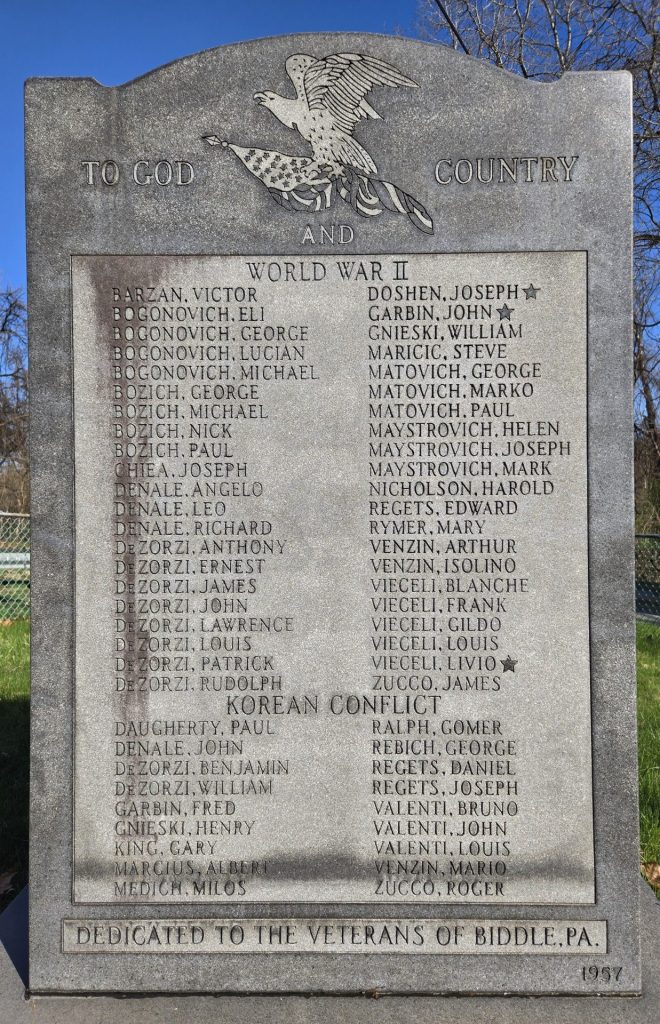 TO GOD
COUNTRY
AND
WORLD WAR II
BARZAN, VICTOR
BOGONOVICH, ELI
BOGONOVICH, GEORGE
BOGONOVICH, LUCIAN
BOGONOVICH, MICHAEL
BOZICH, GEORGE
BOZICH, MICHAEL
BOZICH, NICK
BOZICH, PAUL
CHIEA, JOSEPH
DENALE, ANGELO
DENALE, LEO
DENALE, RICHARD
DeZORZI, ANTHONY
DeZORZI, ERNEST
DeZORZI, JAMES
DeZORZI, JOHN
DeZORZI, LAWRENCE
DeZORZI, LOUIS
DeZORZI, PATRICK
DeZORZI, RUDOLPH
DOSHEN, JOSEPH ★
GARBIN, JOHN ★
GNIESKI, WILLIAM
MARICIC, STEVE
MATOVICH, GEORGE
MATOVICH, MARKO
MATOVICH, PAUL
MAYSTROVICH, HELEN
MAYSTROVICH, JOSEPH
MAYSTROVICH, MARK
NICHOLSON, HAROLD
REGETS, EDWARD
RYMER, MARY
VENZIN, ARTHUR
VENZIN, ISOLINO
VIECELI, BLANCHE
VIECELI, FRANK
VIECELI, GILDO
VIECELI, LOUIS
VIECELI, LIVIO ★
ZUCCO, JAMES
KOREAN CONFLICT
DAUGHERTY, PAUL
DENALE, JOHN
DeZORZI, BENJAMIN
DeZORZI, WILLIAM
GARBIN, FRED
GNIESKI, HENRY
KING, GARY
MARCIUS, ALBERT
MEDICH, MILOS
RALPH, GOMER
REBICH, GEORGE
REGETS, DANIEL
REGETS, JOSEPH
VALENTI, BRUNO
VALENTI, JOHN
VALENTI, LOUIS
VENZIN, MARIO
ZUCCO, ROGER
DEDICATED TO THE VETERANS OF BIDDLE, PA.
1957